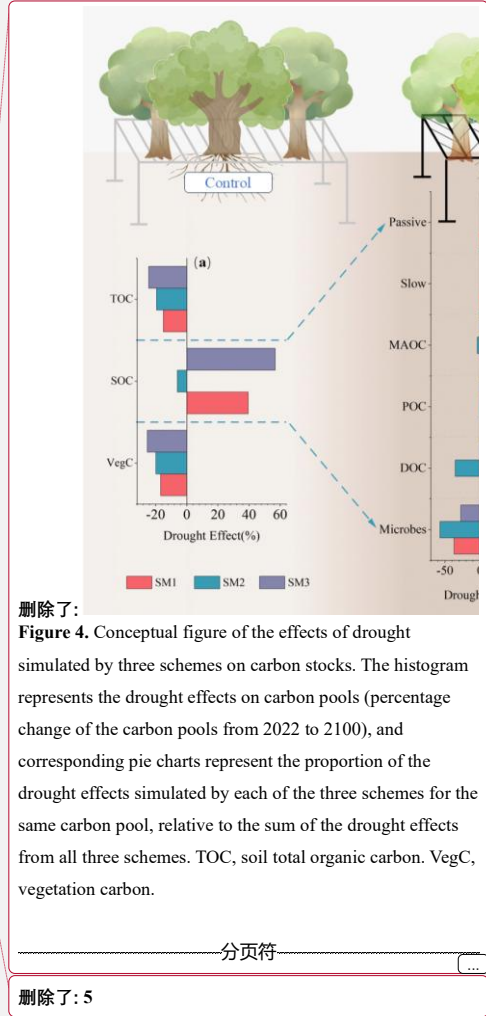 Control
(a)
TOC
SOC
VegC
-20 0 20 40 60
Drought Effect(%)
SM1 SM2 SM3
Passive
Slow
MAOC
POC
DOC
Microbes
-50
删除了:
Figure 4. Conceptual figure of the effects of drought
simulated by three schemes on carbon stocks. The histogram
represents the drought effects on carbon pools (percentage
change of the carbon pools from 2022 to 2100), and
corresponding pie charts represent the proportion of the
drought effects simulated by each of the three schemes for the
same carbon pool, relative to the sum of the drought effects
from all three schemes. TOC, soil total organic carbon. VegC,
vegetation carbon.
分页符
...
删除了: 5